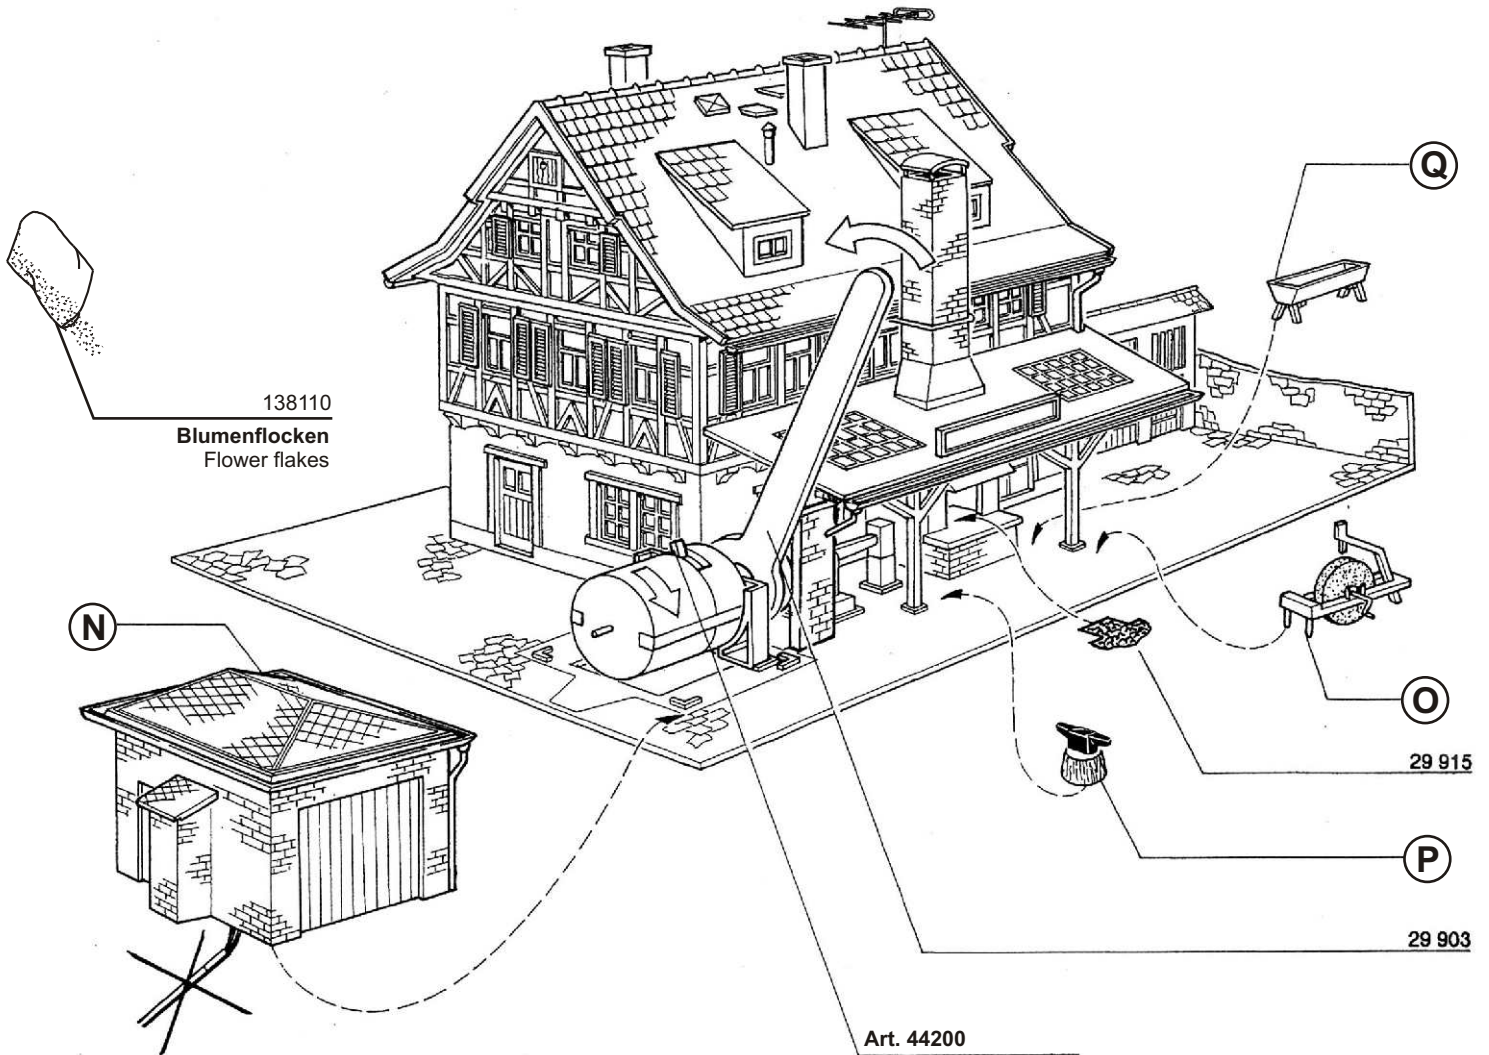 Q
138110
Blumenflocken
Flower flakes
N
O
29 915
P
29 903
Art. 44200